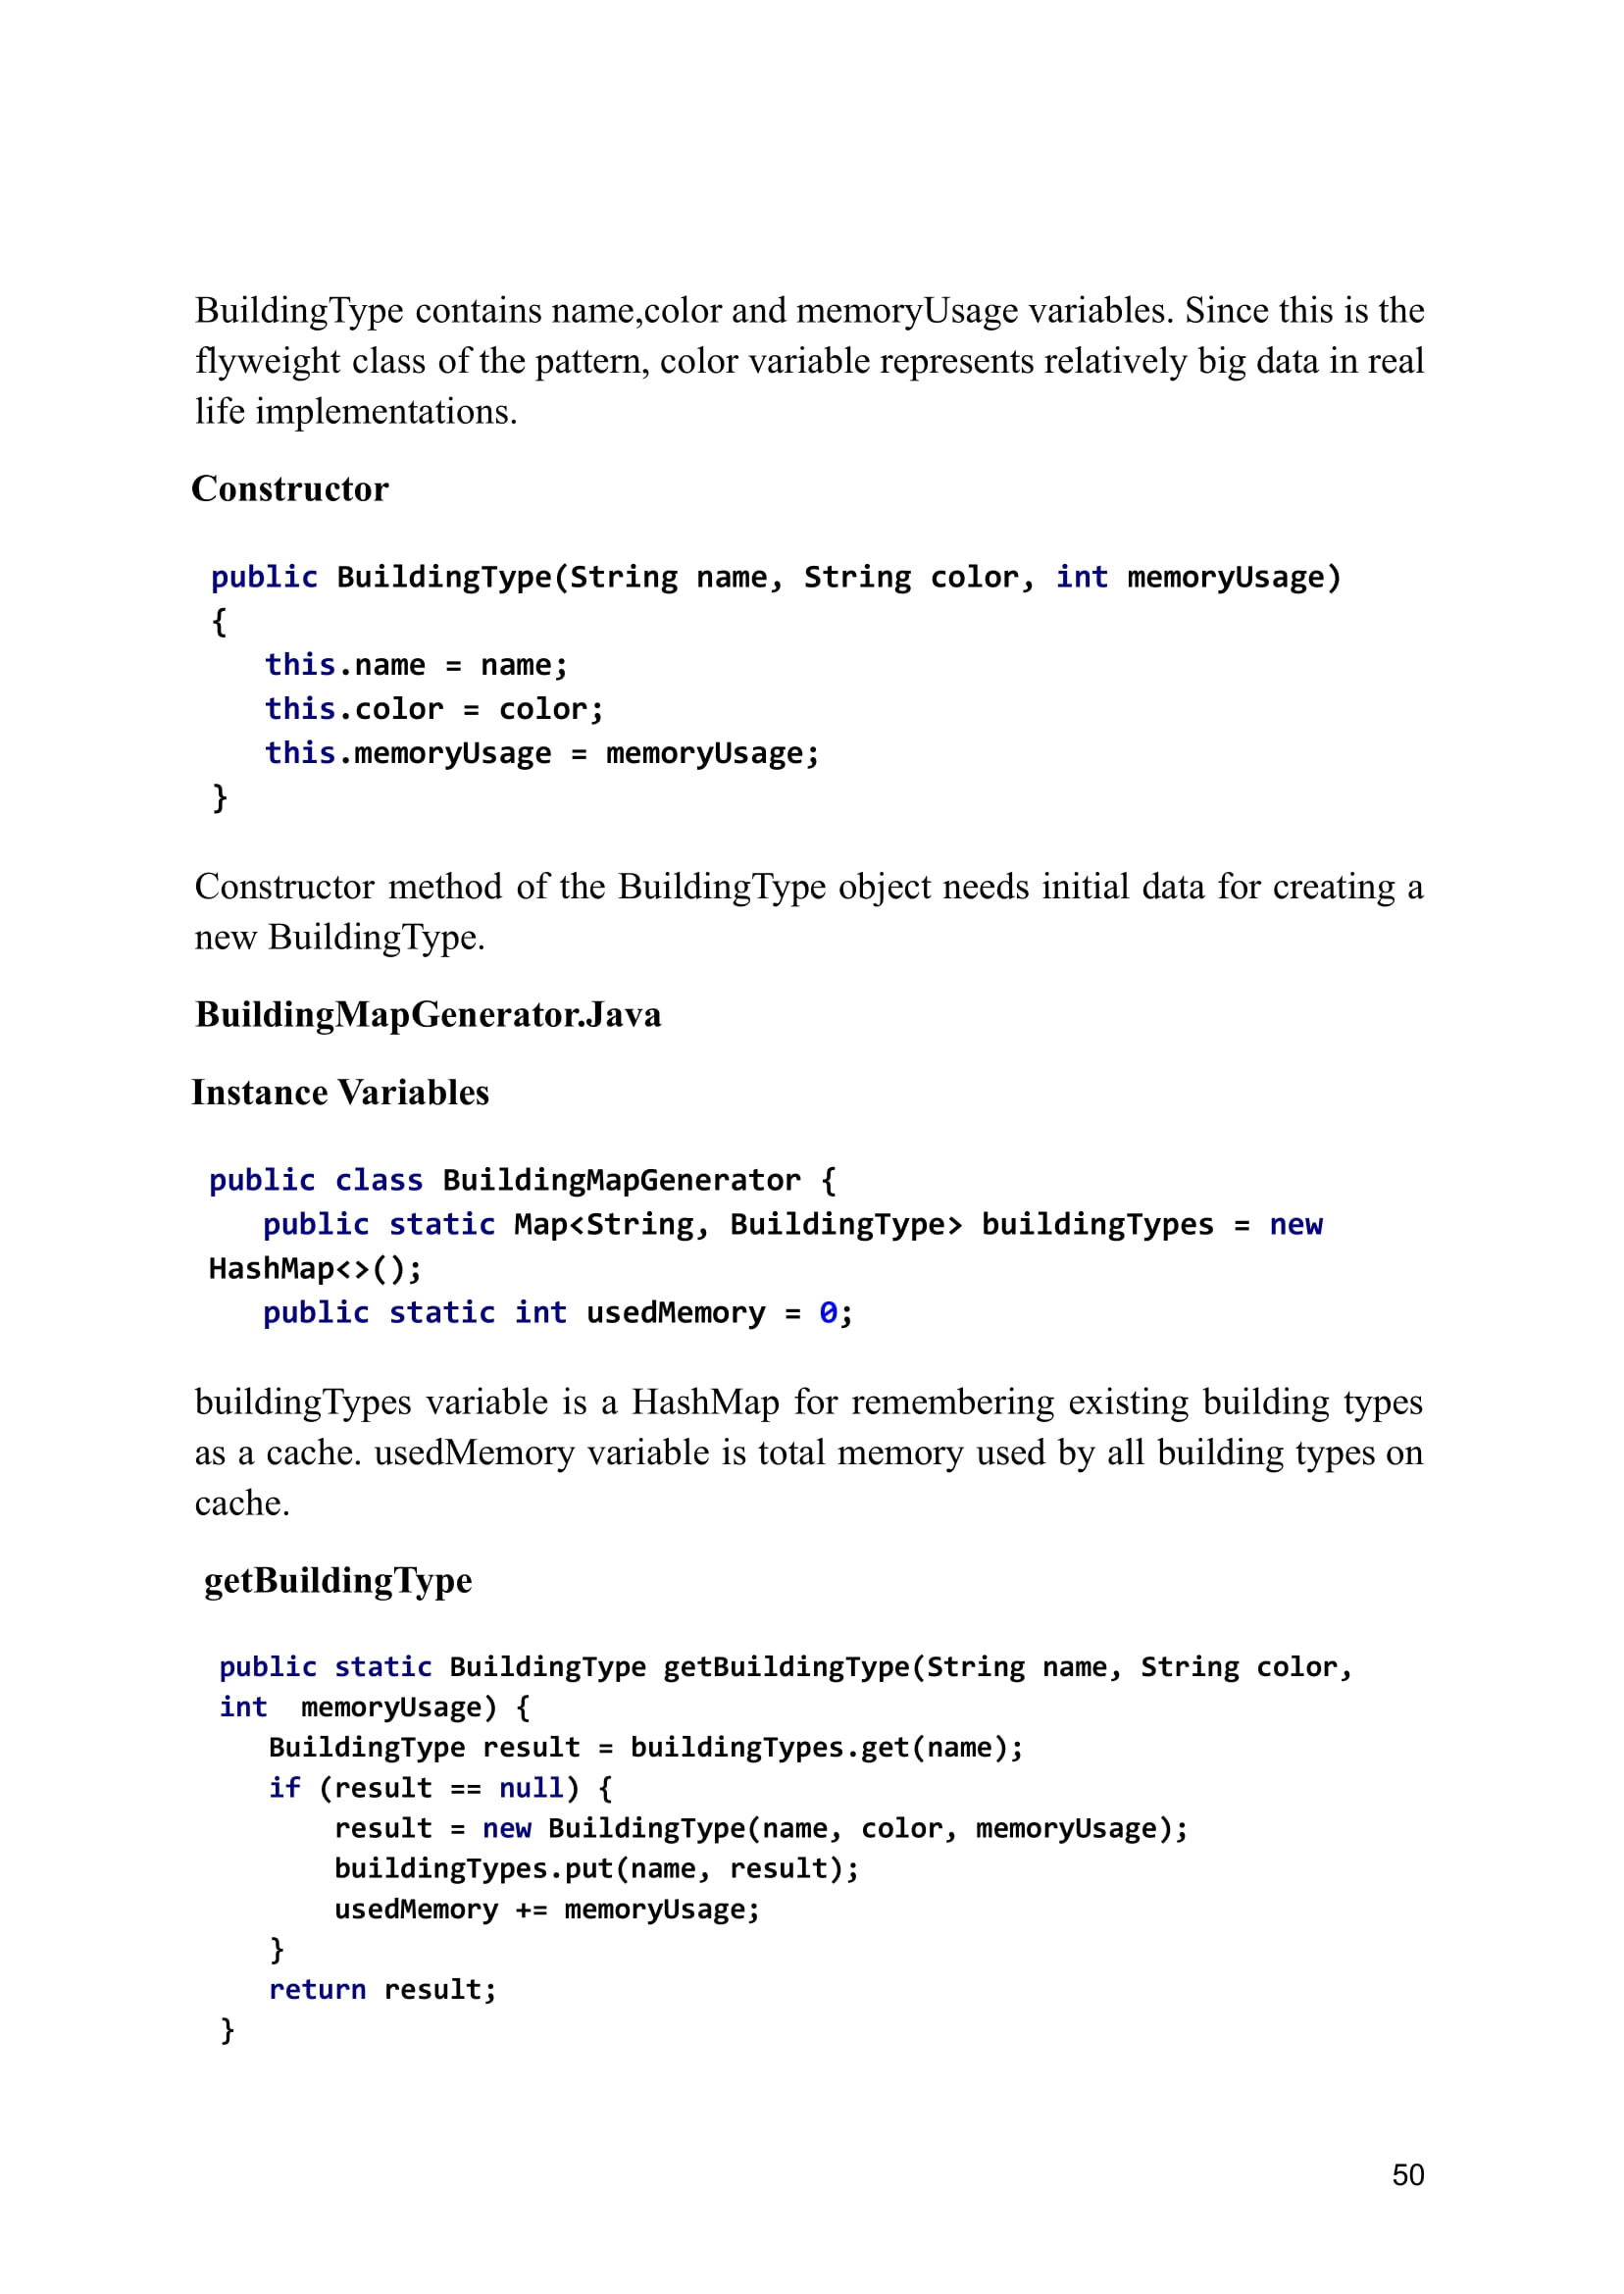 BuildingType contains name,color and memoryUsage variables. Since this is the
flyweight class of the pattern, color variable represents relatively big data in real
life implementations.
Constructor
public BuildingType(String name, String color, int memoryUsage)
{
this.name = name;
this.color = color;
this.memoryUsage = memoryUsage;
}
Constructor method of the BuildingType object needs initial data for creating a
new BuildingType.
BuildingMapGenerator.Java
Instance Variables
public class BuildingMapGenerator {
public static Map<String, BuildingType> buildingTypes = new
HashMap<>();
public static int usedMemory = 0;
buildingTypes variable is a HashMap for remembering existing building types
as a cache. usedMemory variable is total memory used by all building types on
cache.
getBuildingType
public static BuildingType getBuildingType(String name, String color,
int  memoryUsage) {
BuildingType result = buildingTypes.get(name);
if (result == null) {
result = new BuildingType(name, color, memoryUsage);
buildingTypes.put(name, result);
usedMemory += memoryUsage;
}
return result;
}
50